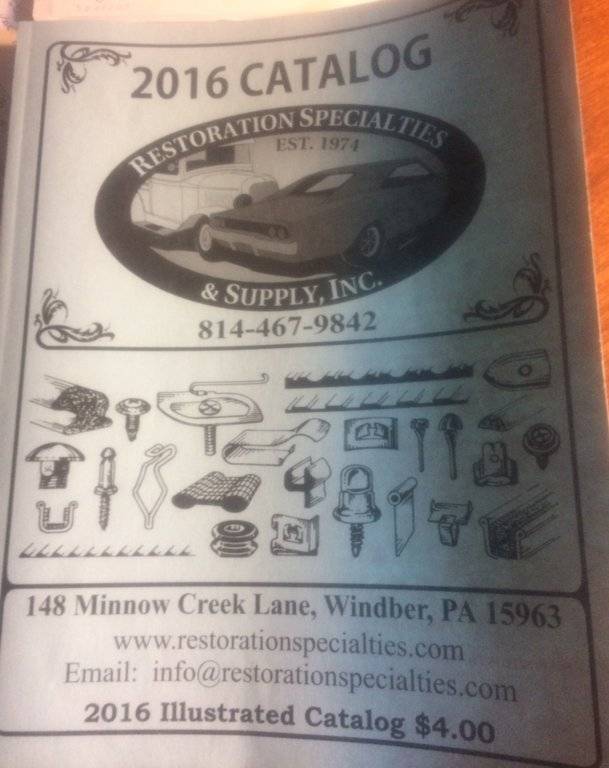 2016 CATALOG
RESTORATION SPECIALTIES
EST. 1974
& SUPPLY, INC.
814-467-9842
148 Minnow Creek Lane, Windber, PA 15963
www.restorationspecialties.com
Email: info@restorationspecialties.com
2016 Illustrated Catalog $4.00